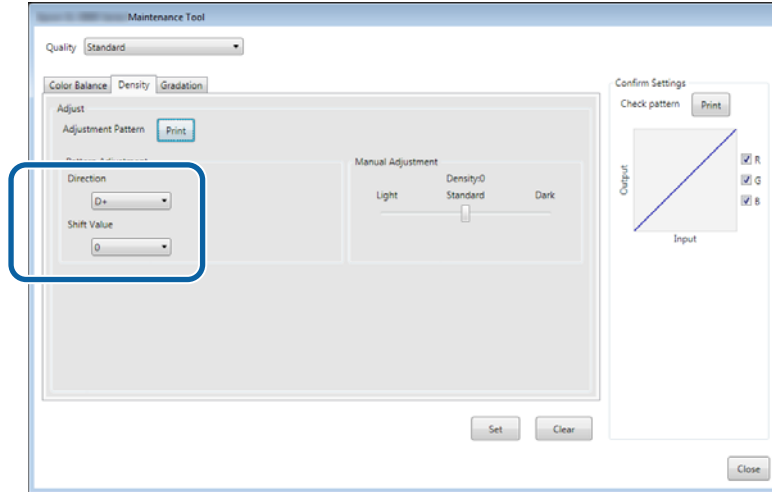 Maintenance Tool
Quality Standard
Color Balance Density Gradation
Adjust
Adjustment Pattern Print
Direction
D+
Shift Value
0
Manual Adjustment
Density:0
Light Standard Dark
Set Clear
Confirm Settings
Check pattern Print
Output
R
G
B
Input
Close